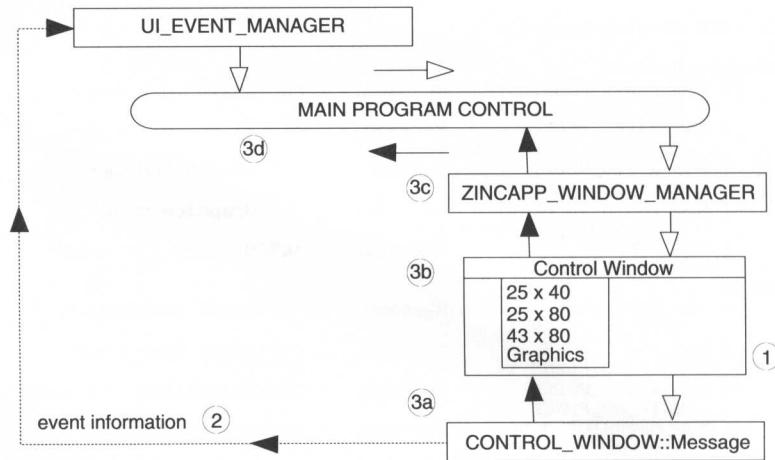 UI_EVENT_MANAGER
MAIN PROGRAM CONTROL
3d
3c
ZINCAPP_WINDOW_MANAGER
3b
Control Window
25 x 40
25 x 80
43 x 80
Graphics
1
3a
event information 2
CONTROL_WINDOW::Message